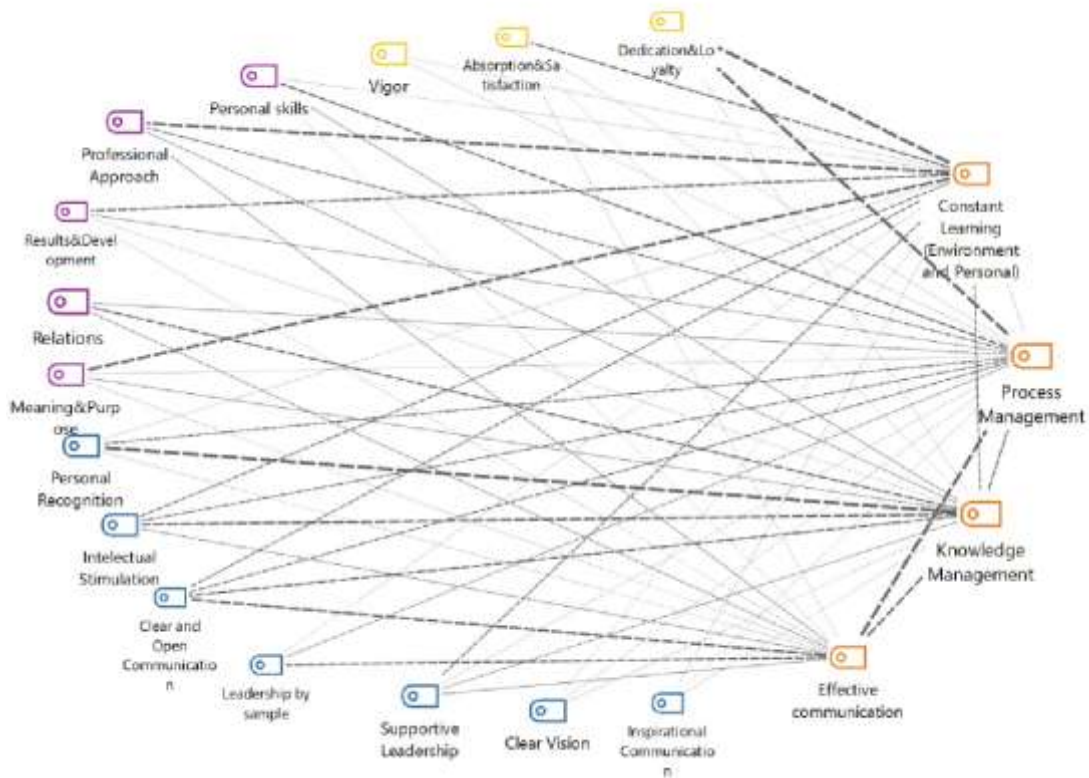 Dedication&Lo
yalty
Absorption&Sa
tisfaction
Vigor
Personal skills
Professional
Approach
Results&Devel
opment
Relations
Meaning&Purp
ose
Personal
Recognition
Intelectual
Stimulation
Clear and
Open
Communicatio
n
Leadership by
sample
Supportive
Leadership
Clear Vision
Inspirational
Communicatio
n
Effective
communication
Knowledge
Management
Process
Management
Constant
Learning
(Environment
and Personal)